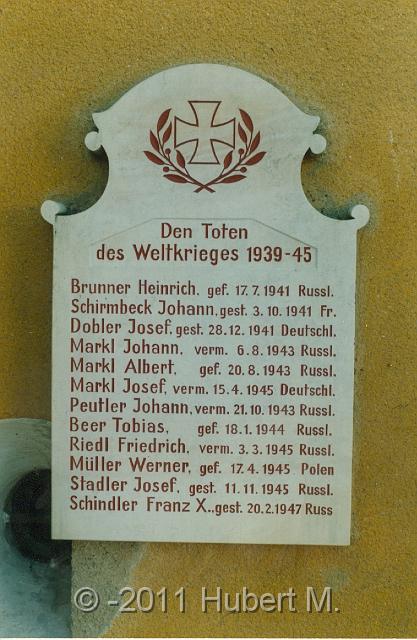 Den Toten
des Weltkrieges 1939-45
Brunner Heinrich, gef. 17.7.1941 Russl.
Schirmbeck Johann, gest. 3.10.1941 Fr.
Dobler Josef, gest. 28.12.1941 Deutschl.
Markl Johann, verm. 6.8.1943 Russl.
Markl Albert, gef. 20.8.1943 Russl.
Markl Josef, verm. 15.4.1945 Deutschl.
Peutler Johann, verm. 21.10.1943 Russl.
Beer Tobias, gef. 18.1.1944 Russl.
Riedl Friedrich, verm. 3.3.1945 Russl.
Müller Werner, gef. 17.4.1945 Polen
Stadler Josef, gest. 11.11.1945 Russl.
Schindler Franz X., gest. 20.2.1947 Russ
© -2011 Hubert M.